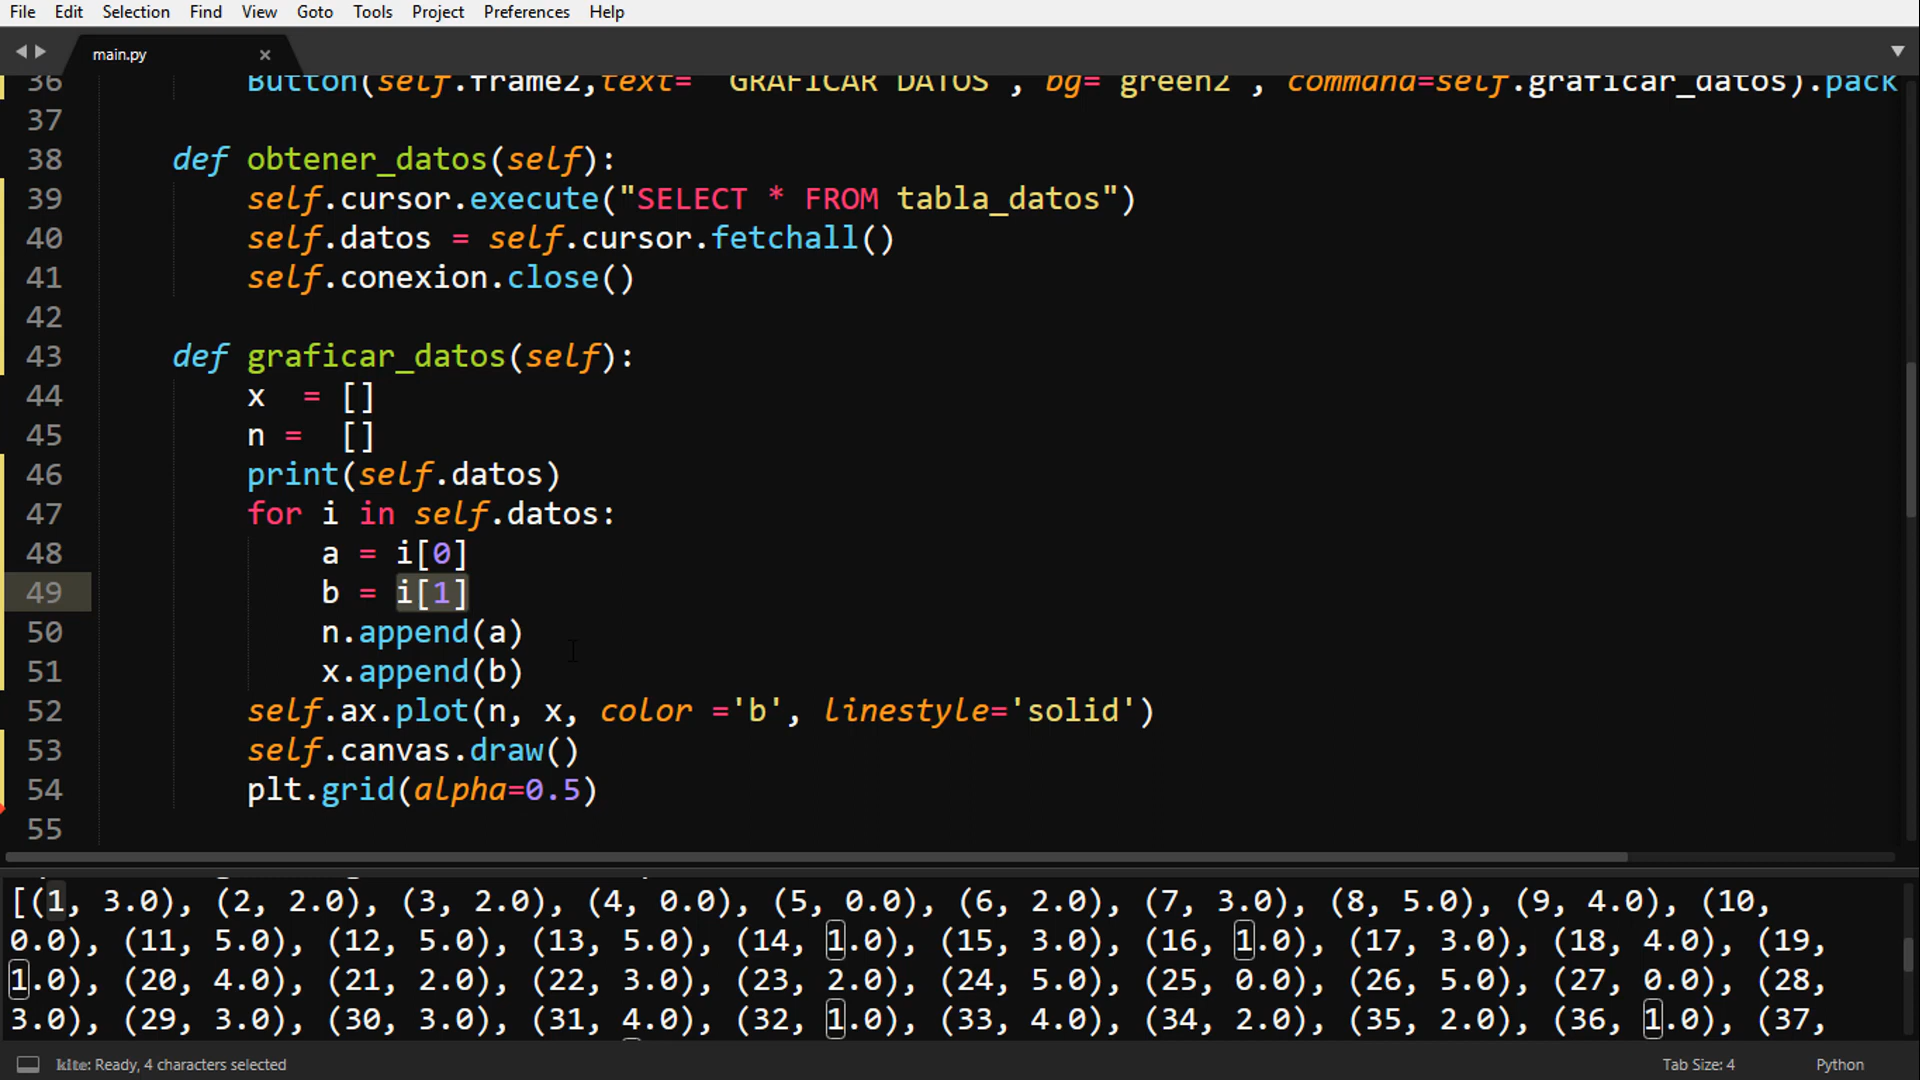 File Edit Selection Find View Goto Tools Project Preferences Help
main.py ×
36 Button(self.frame2,text= GRAFICAR DATOS , bg= green2 , command=self.graficar_datos).pack
37
38 def obtener_datos(self):
39 self.cursor.execute("SELECT * FROM tabla_datos")
40 self.datos = self.cursor.fetchall()
41 self.conexion.close()
42
43 def graficar_datos(self):
44 x  = []
45 n =  []
46 print(self.datos)
47 for i in self.datos:
48 a = i[0]
49 b = i[1]
50 n.append(a)
51 x.append(b)
52 self.ax.plot(n, x, color ='b', linestyle='solid')
53 self.canvas.draw()
54 plt.grid(alpha=0.5)
55
[(1, 3.0), (2, 2.0), (3, 2.0), (4, 0.0), (5, 0.0), (6, 2.0), (7, 3.0), (8, 5.0), (9, 4.0), (10,
0.0), (11, 5.0), (12, 5.0), (13, 5.0), (14, 1.0), (15, 3.0), (16, 1.0), (17, 3.0), (18, 4.0), (19,
1.0), (20, 4.0), (21, 2.0), (22, 3.0), (23, 2.0), (24, 5.0), (25, 0.0), (26, 5.0), (27, 0.0), (28,
3.0), (29, 3.0), (30, 3.0), (31, 4.0), (32, 1.0), (33, 4.0), (34, 2.0), (35, 2.0), (36, 1.0), (37,
kite: Ready, 4 characters selected Tab Size: 4 Python